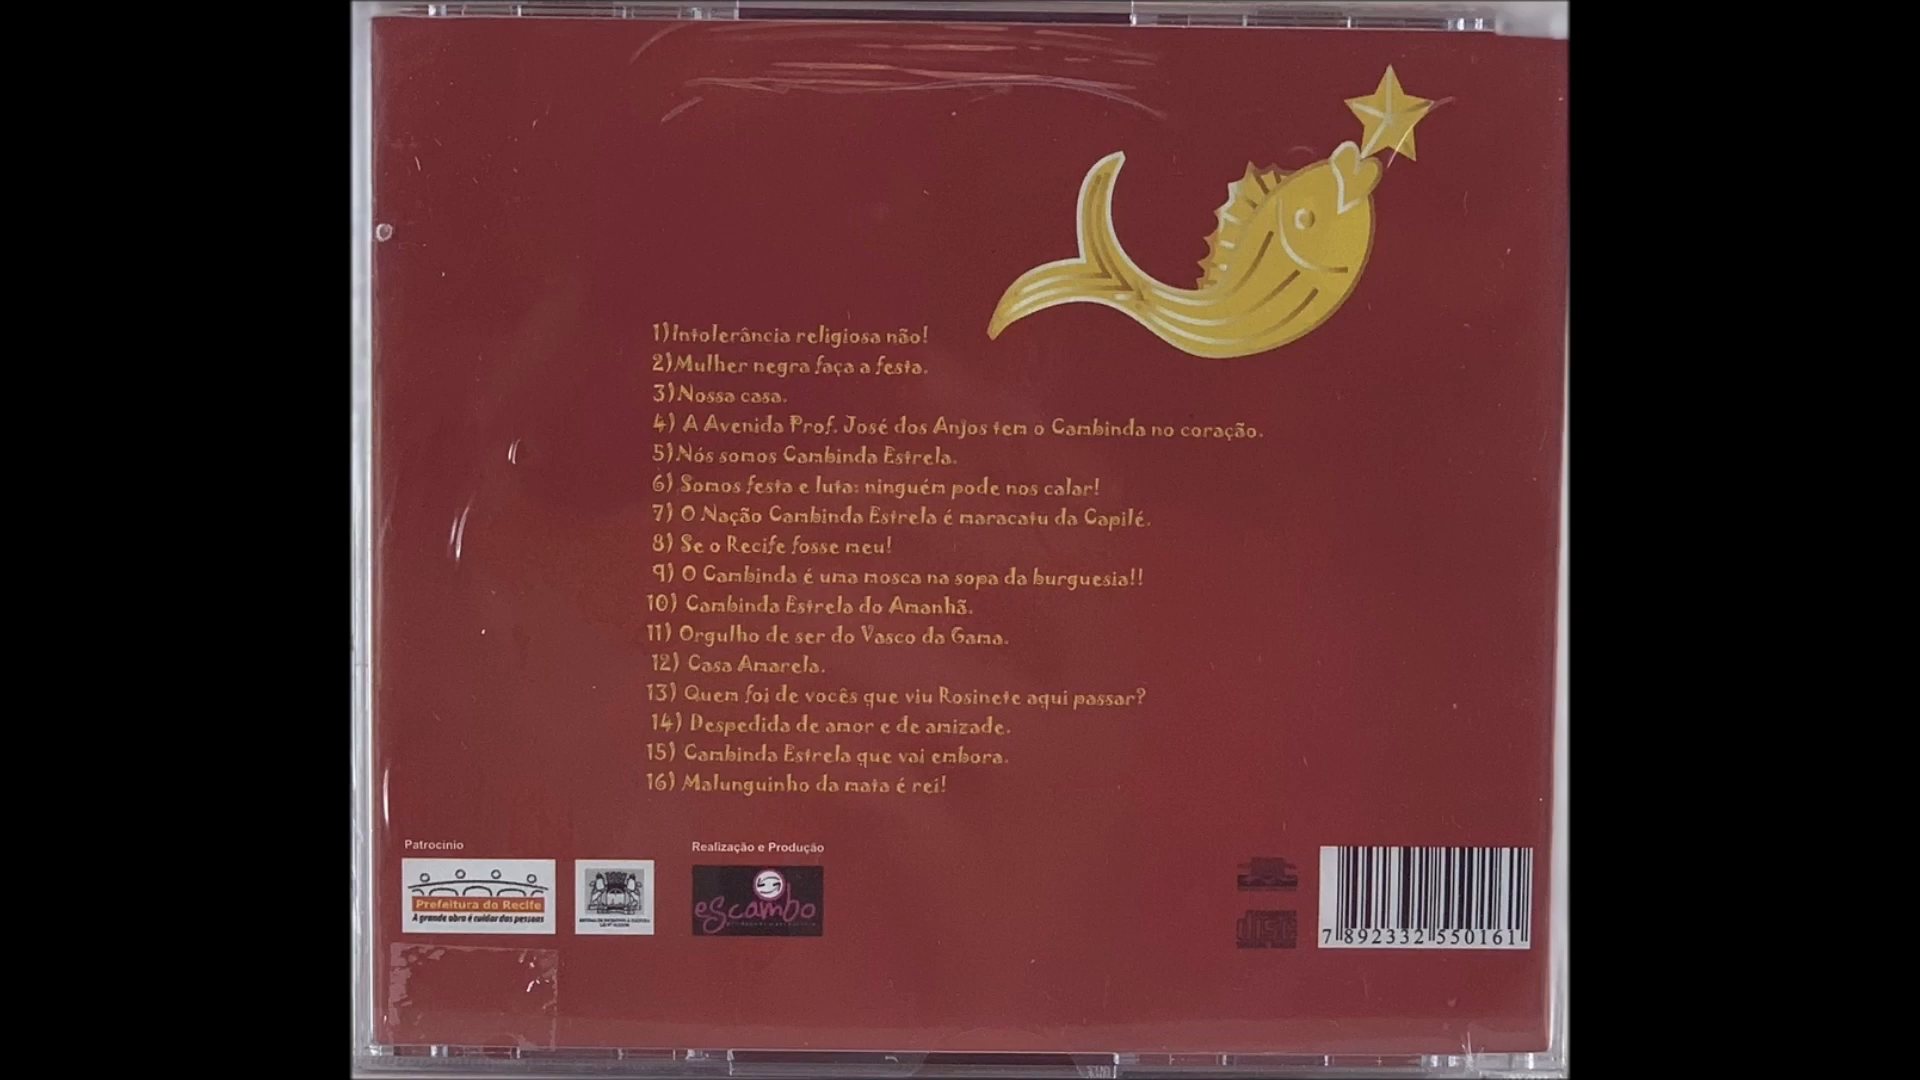 1)Intolerância religiosa não!
2)Mulher negra faça a festa.
3)Nossa casa.
4) A Avenida Prof. José dos Anjos tem o Cambinda no coração.
5)Nós somos Cambinda Estrela.
6) Somos festa e luta: ninguém pode nos calar!
7) O Nação Cambinda Estrela é maracatu da Capilé.
8) Se o Recife fosse meu!
9) O Cambinda é uma mosca na sopa da burguesia!!
10) Cambinda Estrela do Amanhã.
11) Orgulho de ser do Vasco da Gama.
12) Casa Amarela.
13) Quem foi de vocês que viu Rosinete aqui passar?
14) Despedida de amor e de amizade.
15) Cambinda Estrela que vai embora.
16) Malunguinho da mata é rei!
Patrocínio
Prefeitura do Recife
A grande obra é cuidar das pessoas
Realização e Produção
escambo
disc
7 892332 550161